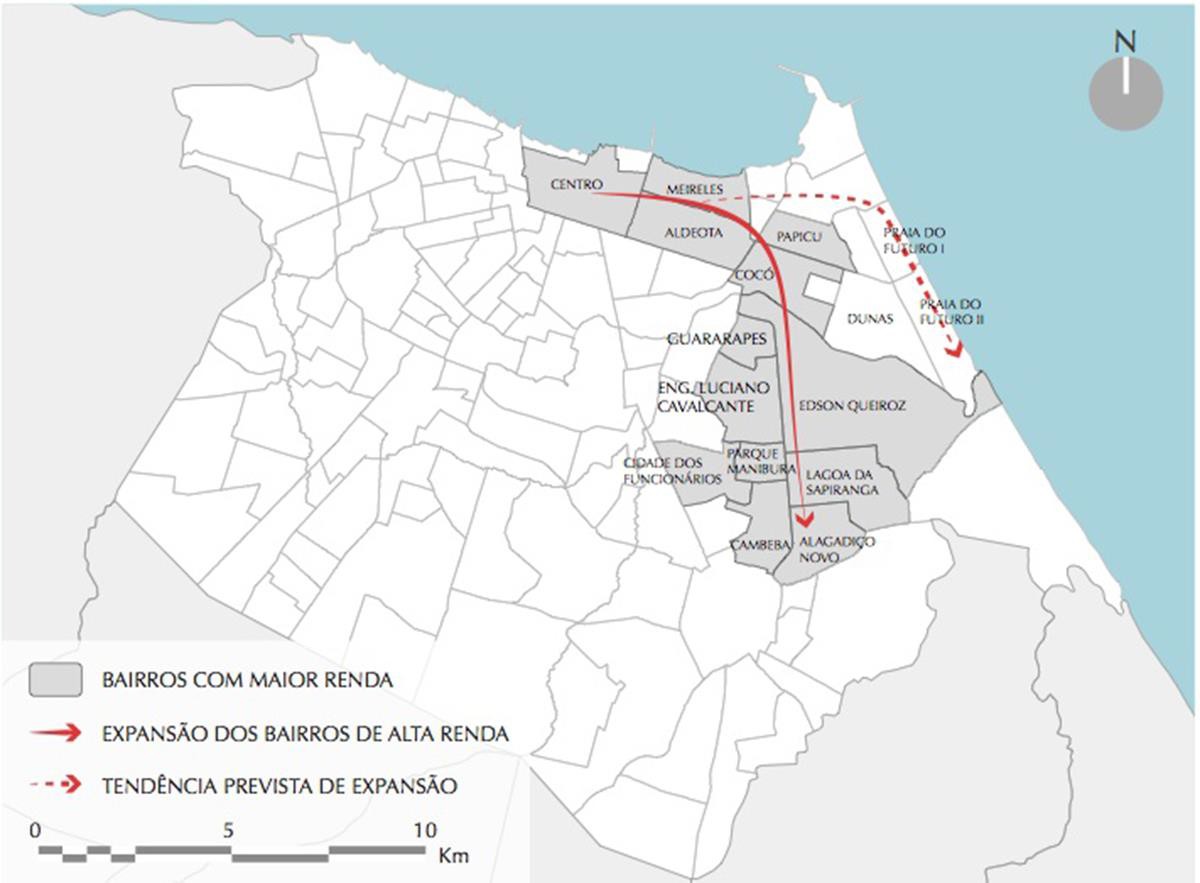 N
CENTRO
MEIRELES
ALDEOTA
PAPICU
PRAIA DO
FUTURO I
COCÓ
DUNAS
PRAIA DO
FUTURO II
GUARARAPES
ENG. LUCIANO
CAVALCANTE
EDSON QUEIROZ
CIDADE DOS
FUNCIONÁRIOS
PARQUE
MANIBURA
LAGOA DA
SAPIRANGA
CAMBEBA
ALAGADIÇO
NOVO
BAIRROS COM MAIOR RENDA
EXPANSÃO DOS BAIRROS DE ALTA RENDA
TENDÊNCIA PREVISTA DE EXPANSÃO
0 5 10
Km